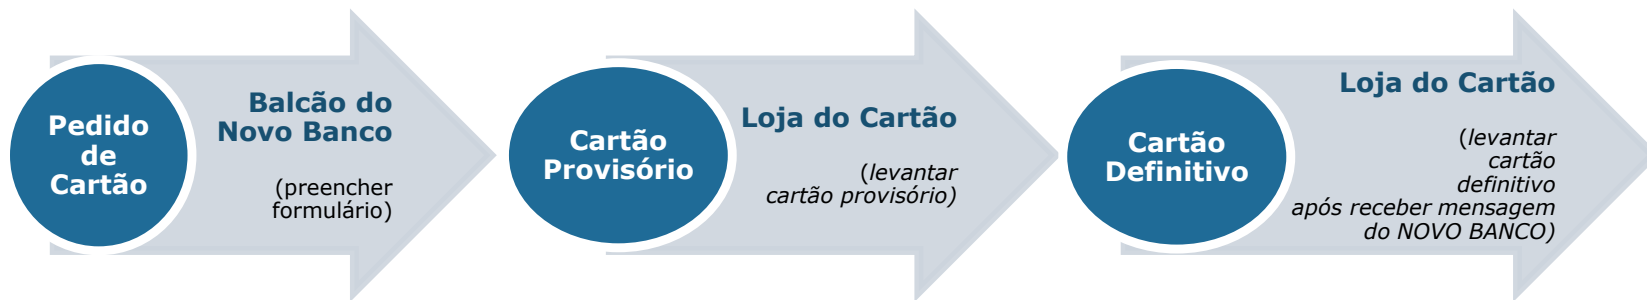 Pedido
de
Cartão
Balcão do
Novo Banco
(preencher
formulário)
Cartão
Provisório
Loja do Cartão
(levantar
cartão provisório)
Cartão
Definitivo
Loja do Cartão
(levantar
cartão
definitivo
após receber mensagem
do NOVO BANCO)